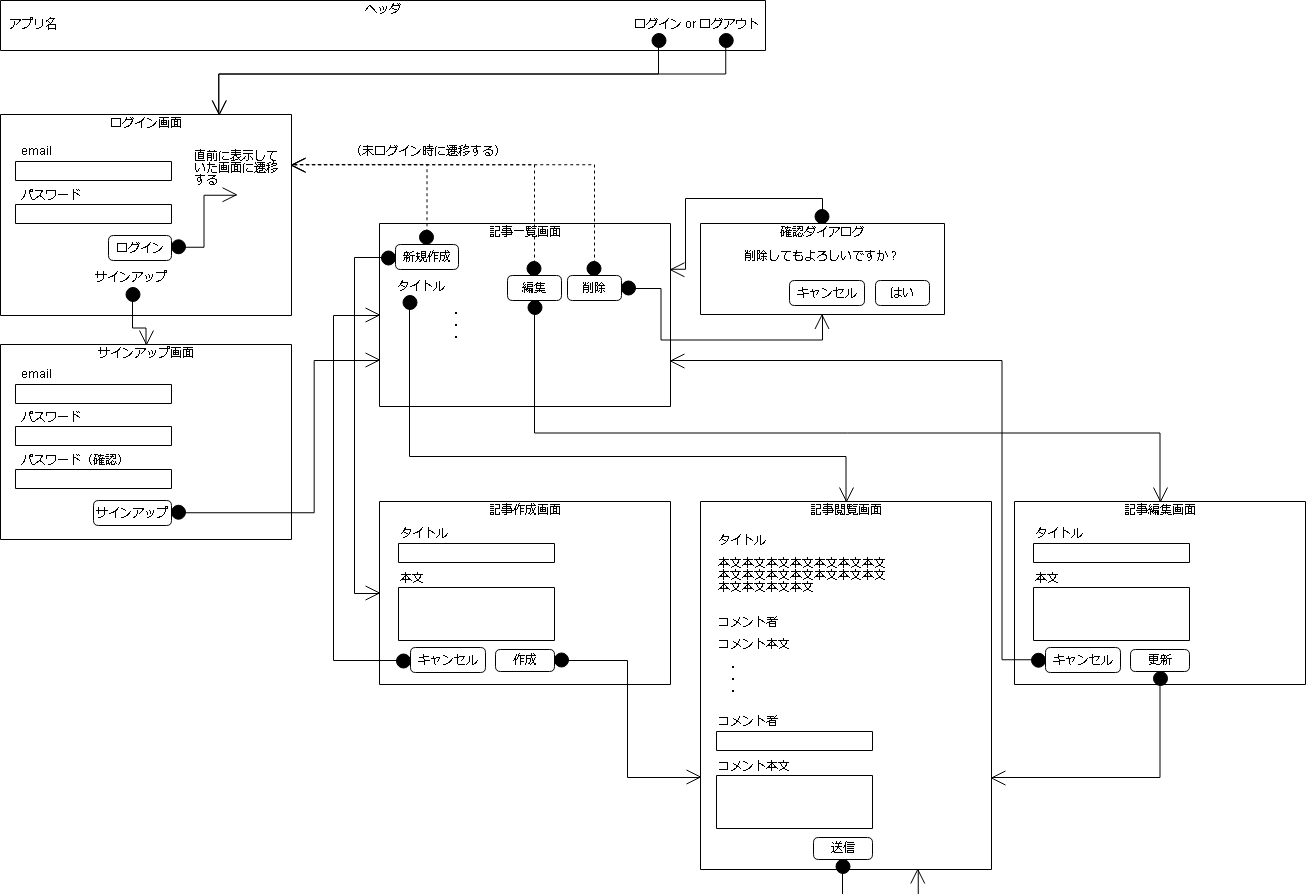 ヘッダ
アプリ名
ログイン or ログアウト
ログイン画面
email
直前に表示して
いた画面に遷移
する
パスワード
ログイン
サインアップ
(未ログイン時に遷移する)
サインアップ画面
email
パスワード
パスワード (確認)
サインアップ
記事一覧画面
新規作成
タイトル
編集
削除
確認ダイアログ
削除してもよろしいですか?
キャンセル
はい
記事作成画面
タイトル
本文
キャンセル
作成
記事閲覧画面
タイトル
本文本文本文本文本文本文本文
本文本文本文本文本文本文本文
本文本文本文本文
コメント者
コメント本文
コメント者
コメント本文
送信
記事編集画面
タイトル
本文
キャンセル
更新